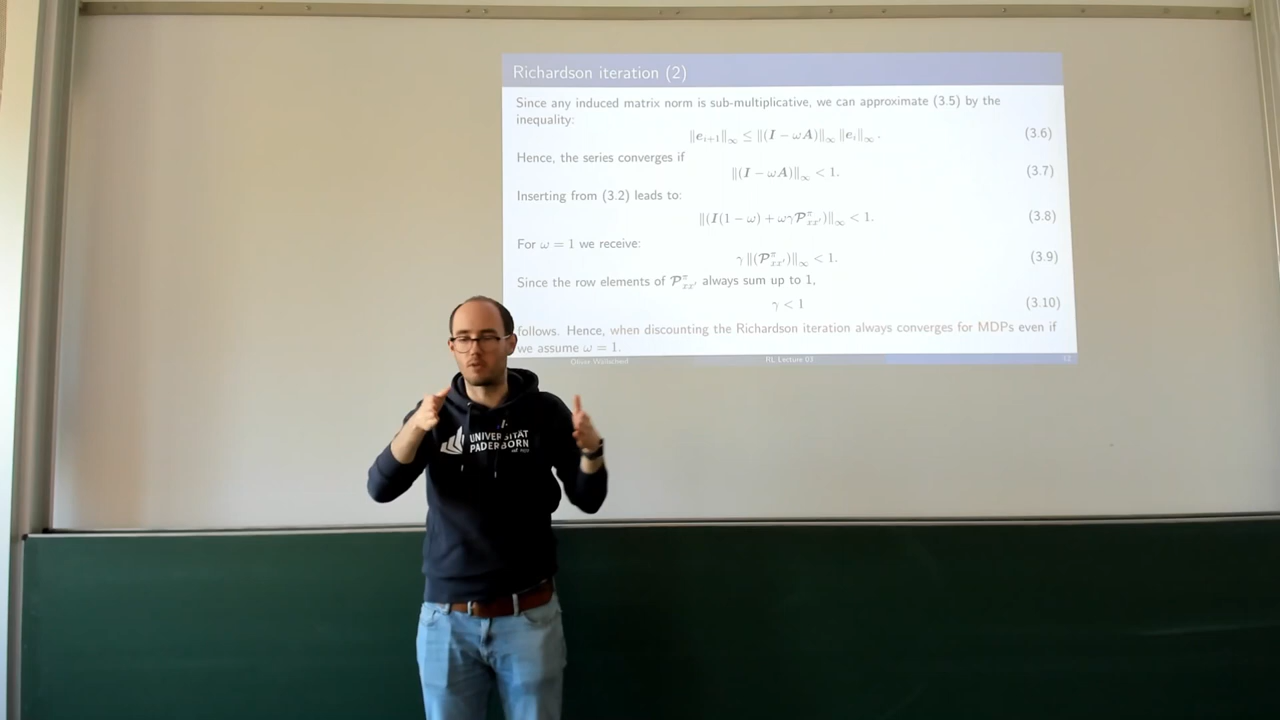 Richardson iteration (2)
Since any induced matrix norm is sub-multiplicative, we can approximate (3.5) by the
inequality:
‖e_{i+1}‖_∞ ≤ ‖(I − ωA)‖_∞ ‖e_i‖_∞ . (3.6)
Hence, the series converges if
‖(I − ωA)‖_∞ < 1. (3.7)
Inserting from (3.2) leads to:
‖(I(1 − ω) + ωγP^π_{xx'})‖_∞ < 1. (3.8)
For ω = 1 we receive:
γ ‖(P^π_{xx'})‖_∞ < 1. (3.9)
Since the row elements of P^π_{xx'} always sum up to 1,
γ < 1 (3.10)
follows. Hence, when discounting the Richardson iteration always converges for MDPs even if
we assume ω = 1.
RL Lecture 03
UNIVERSITÄT
PADERBORN